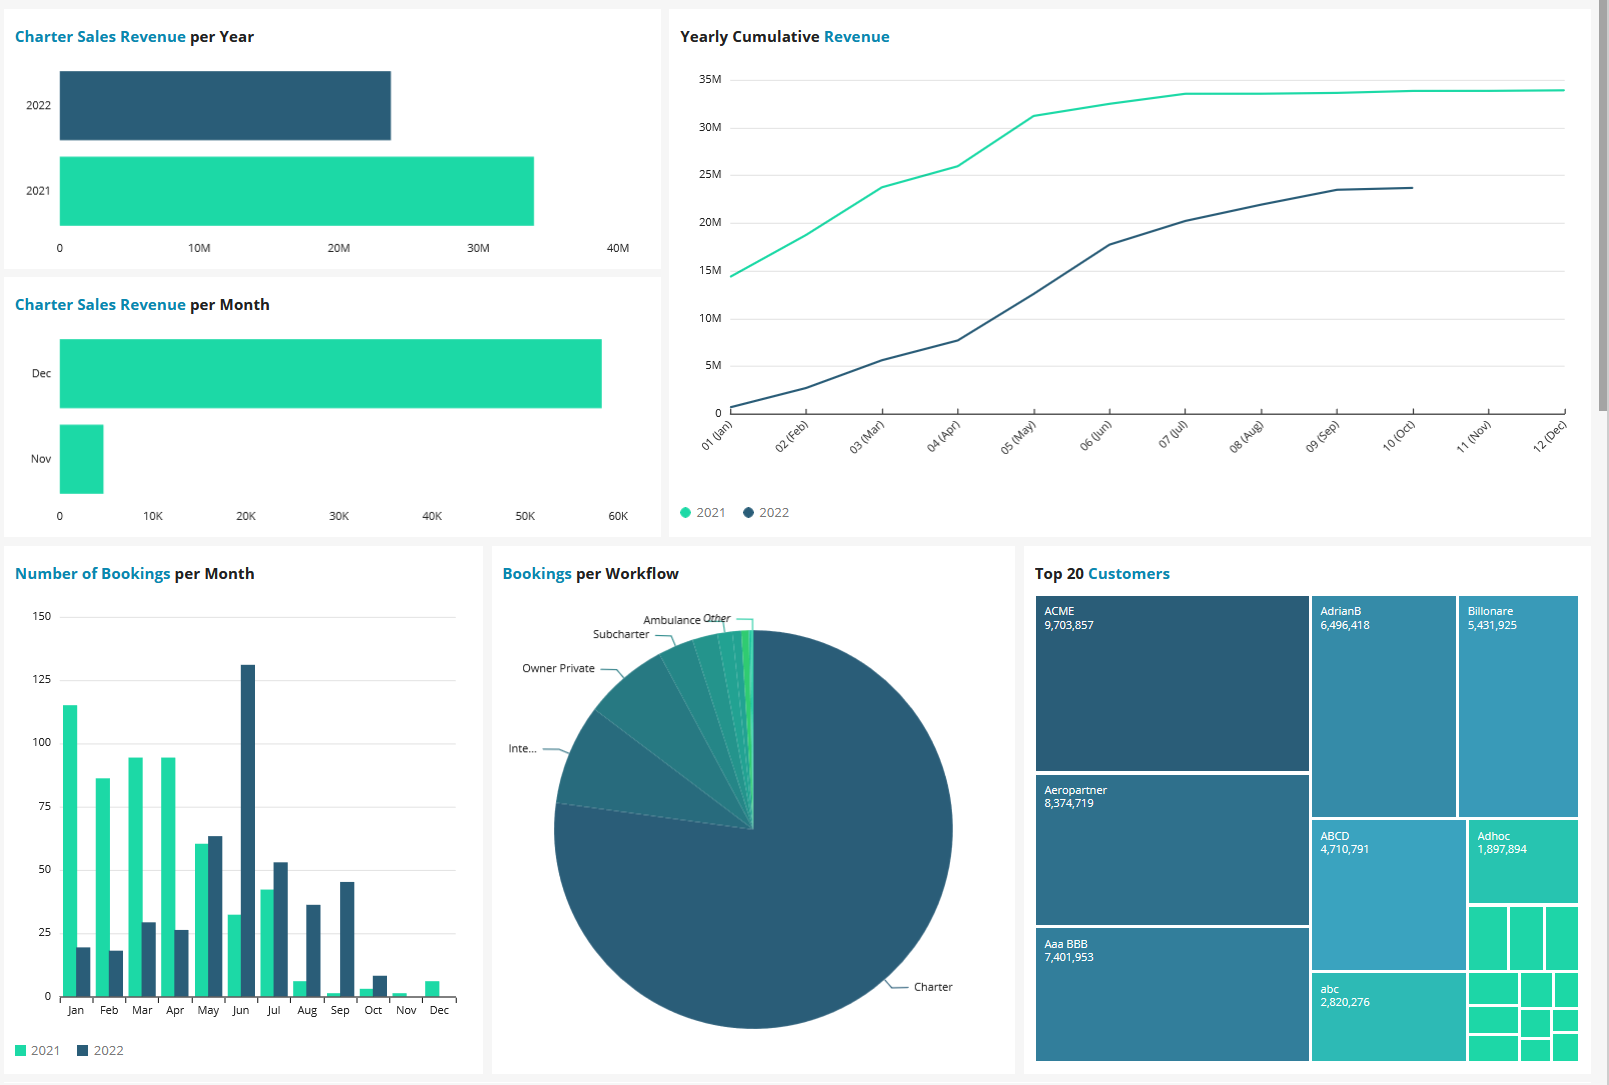 Charter Sales Revenue per Year
2022
2021
0 10M 20M 30M 40M
Yearly Cumulative Revenue
35M
30M
25M
20M
15M
10M
5M
0
01 (Jan) 02 (Feb) 03 (Mar) 04 (Apr) 05 (May) 06 (Jun) 07 (Jul) 08 (Aug) 09 (Sep) 10 (Oct) 11 (Nov) 12 (Dec)
2021 2022
Charter Sales Revenue per Month
Dec
Nov
0 10K 20K 30K 40K 50K 60K
Number of Bookings per Month
150
125
100
75
50
25
0
Jan Feb Mar Apr May Jun Jul Aug Sep Oct Nov Dec
2021 2022
Bookings per Workflow
Ambulance Other
Subcharter
Owner Private
Inte...
Charter
Top 20 Customers
ACME
9,703,857
AdrianB
6,496,418
Billonare
5,431,925
Aeropartner
8,374,719
ABCD
4,710,791
Adhoc
1,897,894
Aaa BBB
7,401,953
abc
2,820,276